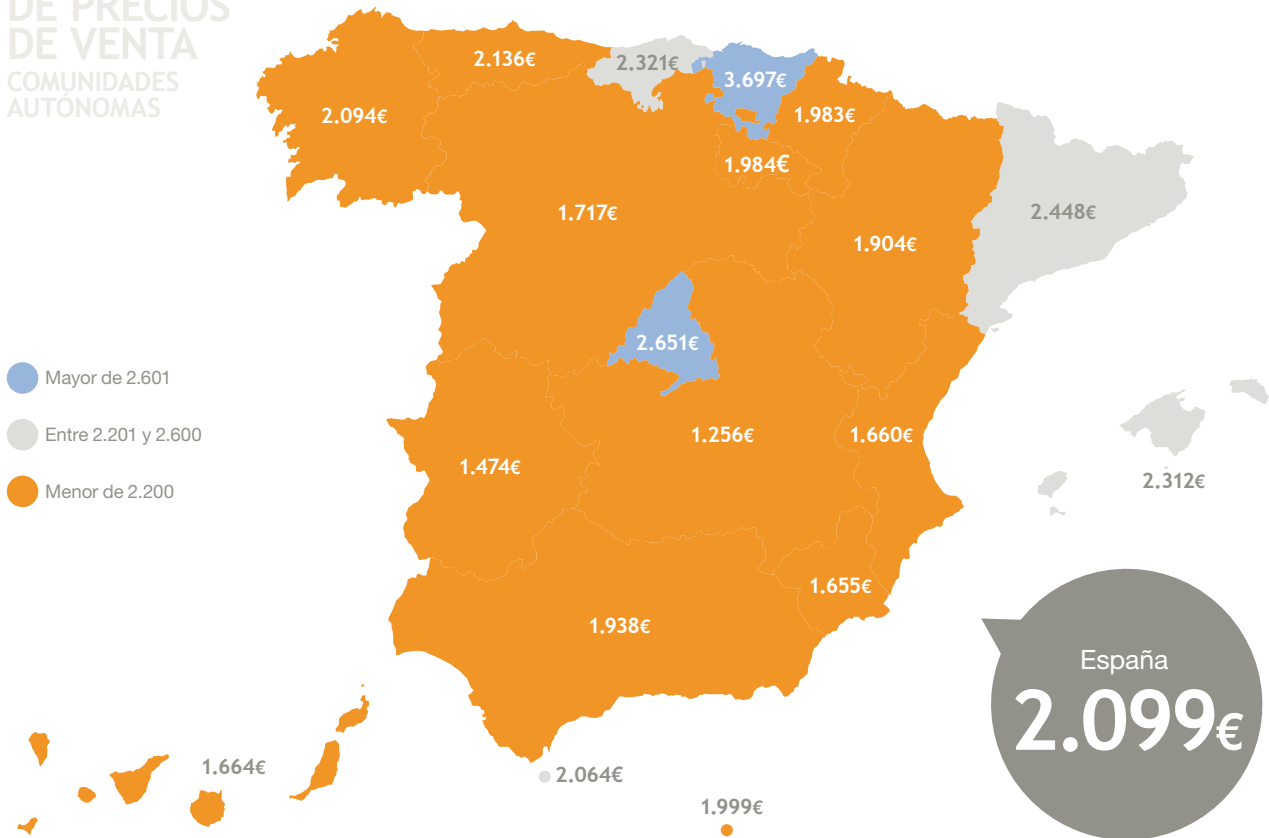 DE PRECIOS
DE VENTA
COMUNIDADES
AUTÓNOMAS
2.136€
2.321€
3.697€
2.094€
1.983€
1.984€
1.717€
2.448€
1.904€
2.651€
Mayor de 2.601
Entre 2.201 y 2.600
Menor de 2.200
1.256€
1.660€
1.474€
2.312€
1.655€
1.938€
España
2.099€
1.664€
2.064€
1.999€